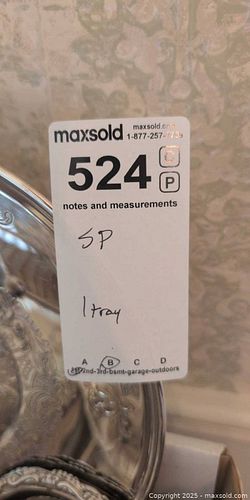 maxsold
maxsold.com
1-877-257-
524 C
P
notes and measurements
SP
1 tray
A B C D
2nd-3rd-bsmt-garage-outdoors
Copyright 2025 - maxsold.com